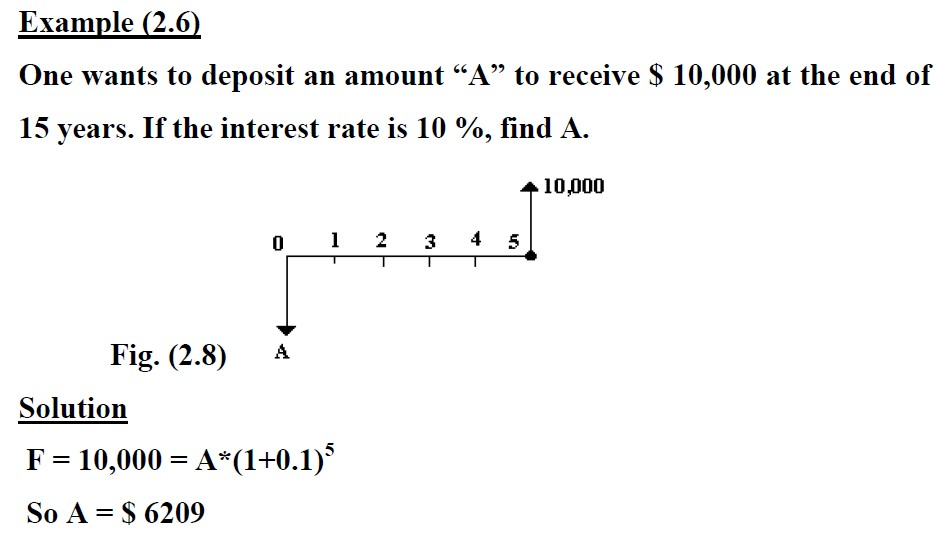 Example (2.6)
One wants to deposit an amount “A” to receive $ 10,000 at the end of
15 years. If the interest rate is 10 %, find A.
10,000
0 1 2 3 4 5
A
Fig. (2.8)
Solution
F = 10,000 = A*(1+0.1)⁵
So A = $ 6209